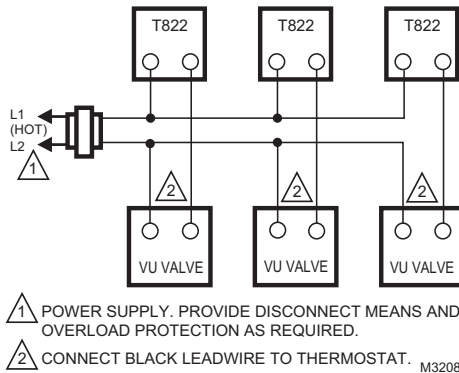 T822 T822 T822
L1
(HOT)
L2
1
2 2 2
VU VALVE VU VALVE VU VALVE
1 POWER SUPPLY. PROVIDE DISCONNECT MEANS AND
OVERLOAD PROTECTION AS REQUIRED.
2 CONNECT BLACK LEADWIRE TO THERMOSTAT.
M3208